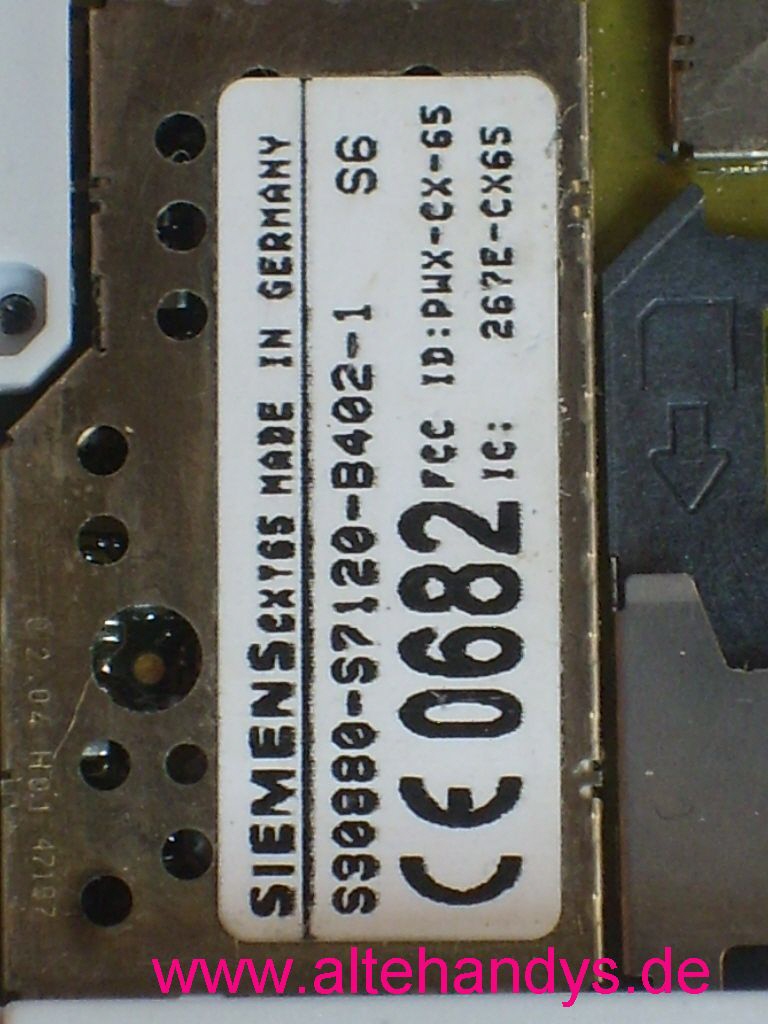 SIEMENS CXT65 MADE IN GERMANY
S30880-S7120-B402-1 S6
CE 0682
FCC ID:PWX-CX-65
IC: 267E-CX65
www.altehandys.de